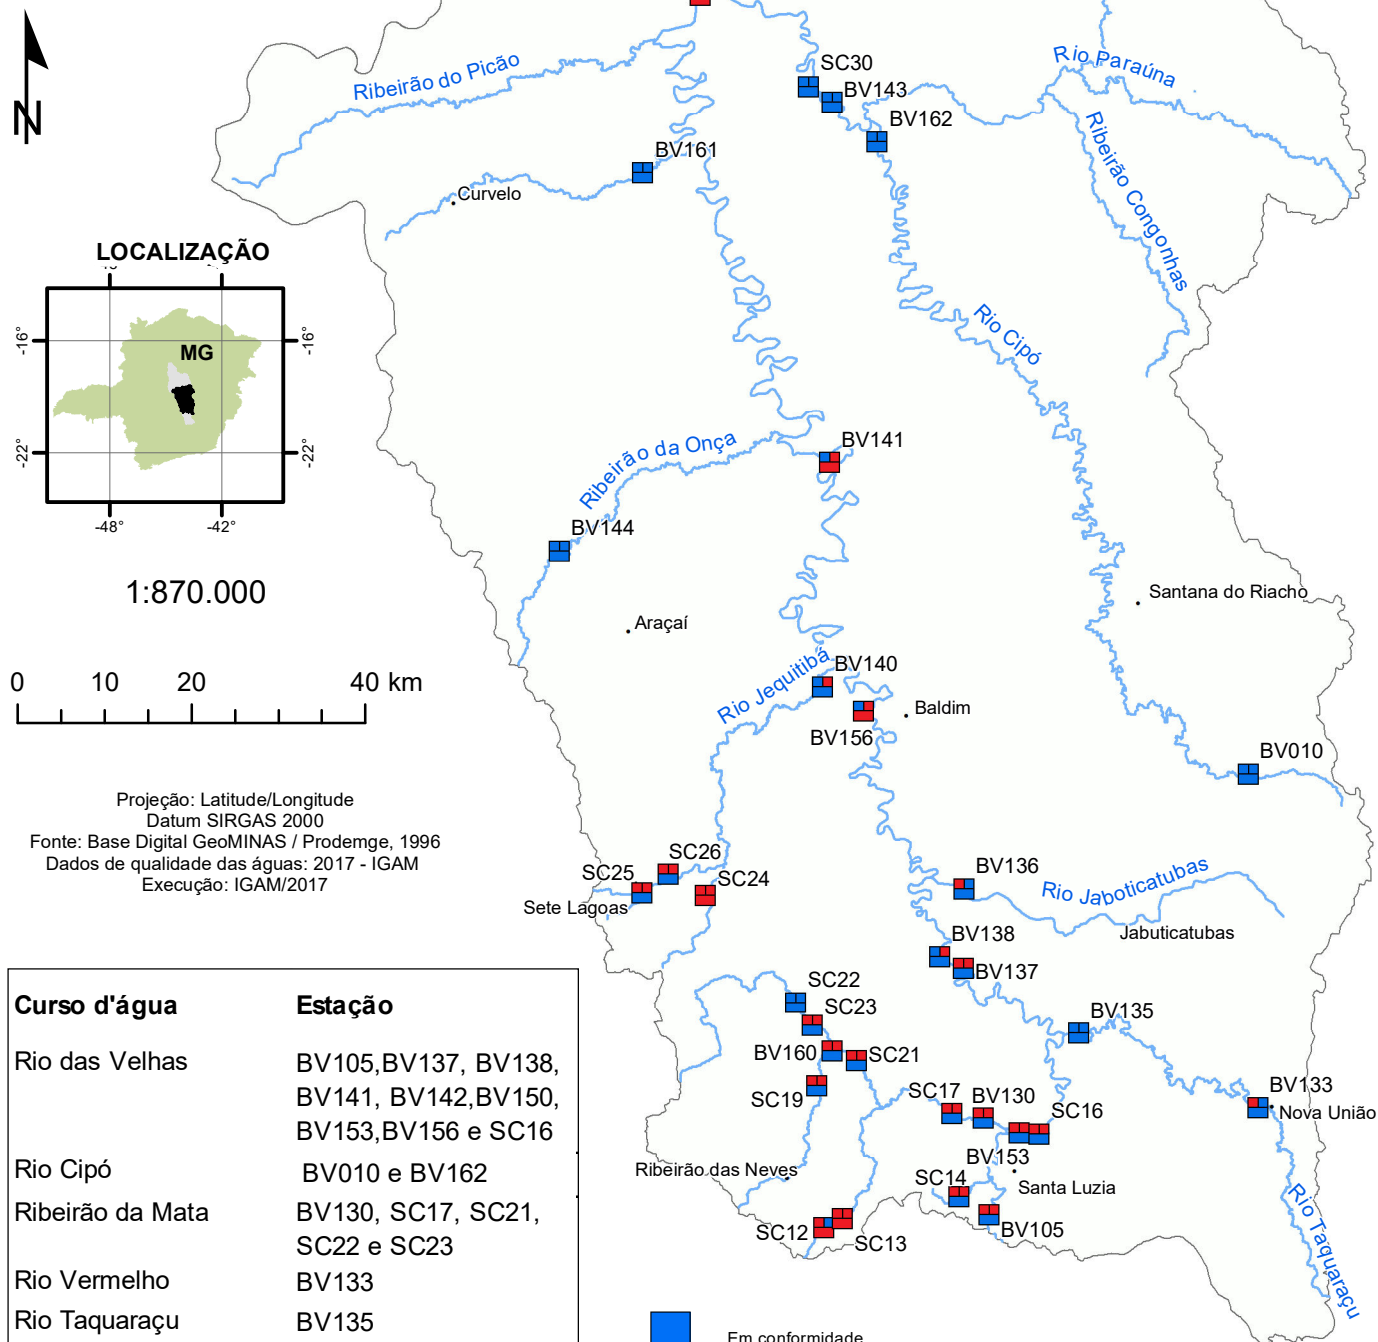 N
Ribeirão do Picão
SC30
BV143
BV162
Rio Paraúna
Ribeirão Congonhas
BV161
Curvelo
LOCALIZAÇÃO
-16°
-16°
MG
-22°
-22°
-48°
-42°
1:870.000
Rio Cipó
BV141
Ribeirão da Onça
BV144
Santana do Riacho
Araçaí
0 10 20 40 km
Rio Jequitibá
BV140
BV156
Baldim
BV010
Projeção: Latitude/Longitude
Datum SIRGAS 2000
Fonte: Base Digital GeoMINAS / Prodemge, 1996
Dados de qualidade das águas: 2017 - IGAM
Execução: IGAM/2017
SC26
SC25
SC24
Sete Lagoas
BV136
Rio Jaboticatubas
Jabuticatubas
BV138
BV137
SC22
SC23
BV135
BV160
SC21
SC19
SC17
BV130
SC16
BV133
Nova União
BV153
Ribeirão das Neves
SC14
Santa Luzia
BV105
SC12
SC13
Rio Taquaraçu
Curso d'água Estação
Rio das Velhas BV105,BV137, BV138,
BV141, BV142,BV150,
BV153,BV156 e SC16
Rio Cipó BV010 e BV162
Ribeirão da Mata BV130, SC17, SC21,
SC22 e SC23
Rio Vermelho BV133
Rio Taquaraçu BV135
Em conformidade